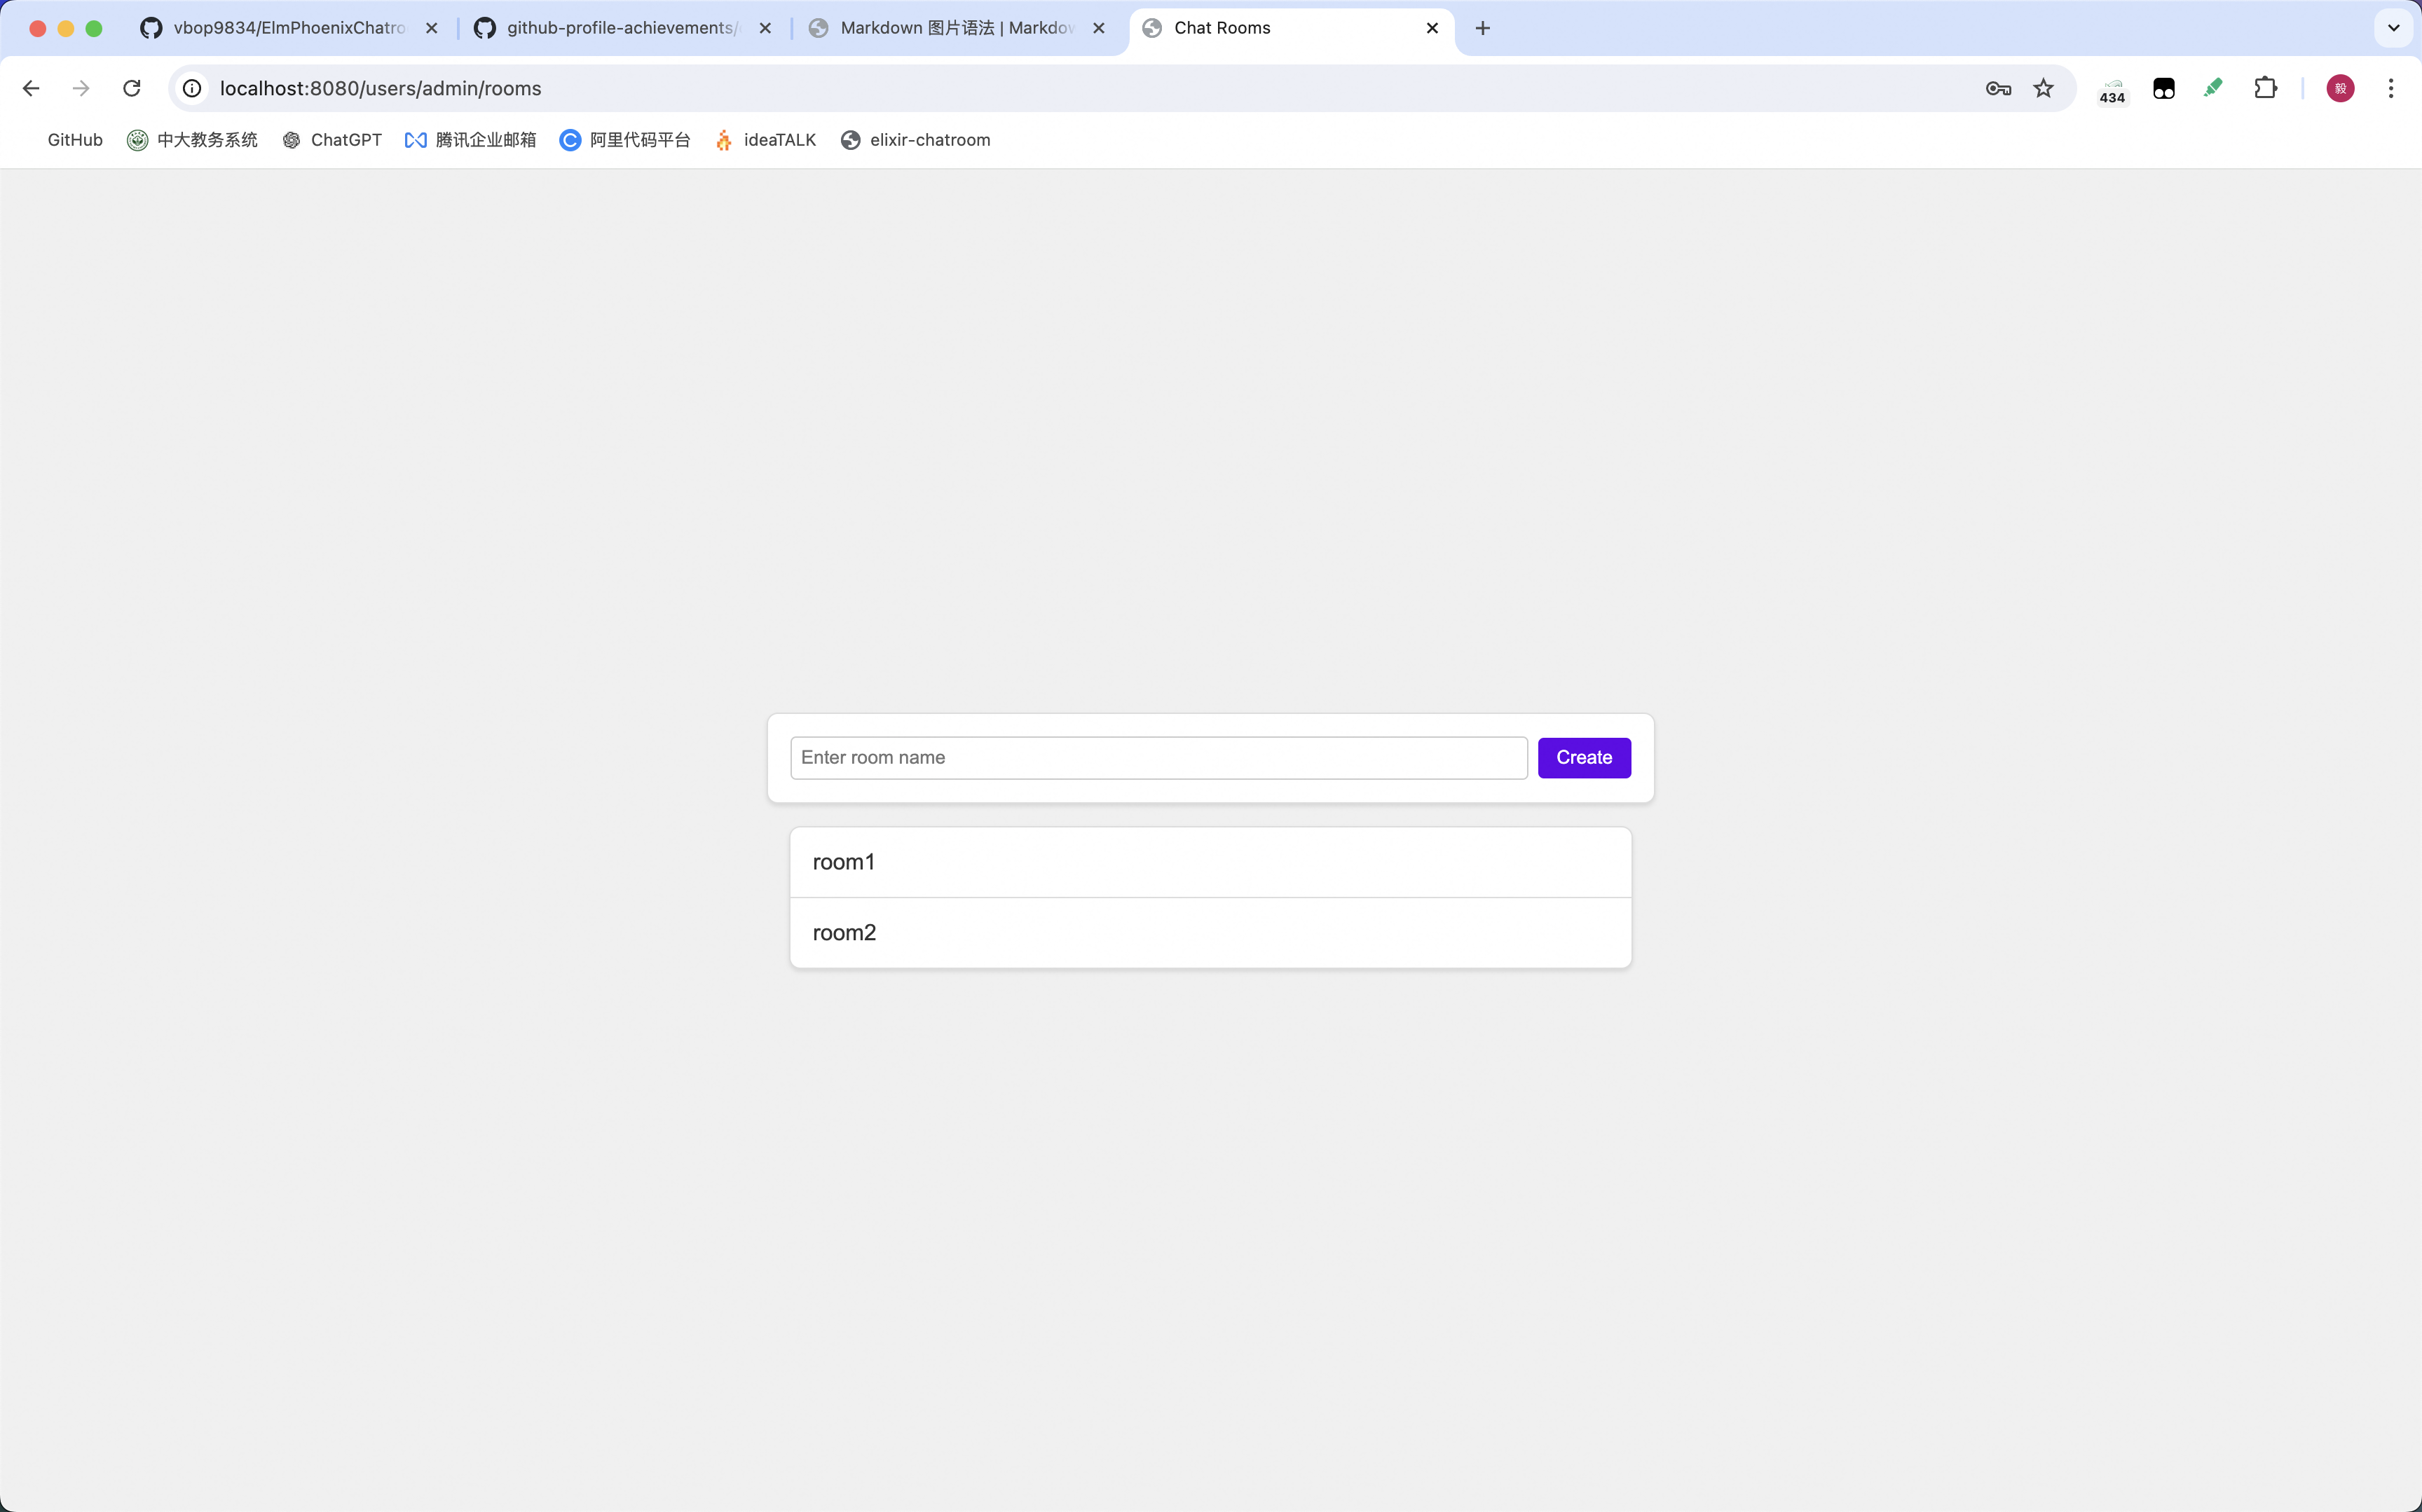 vbop9834/ElmPhoenixChatro
github-profile-achievements/
Markdown 图片语法 | Markdow
Chat Rooms
localhost:8080/users/admin/rooms
434
毅
GitHub
中大教务系统
ChatGPT
腾讯企业邮箱
阿里代码平台
ideaTALK
elixir-chatroom
Enter room name
Create
room1
room2